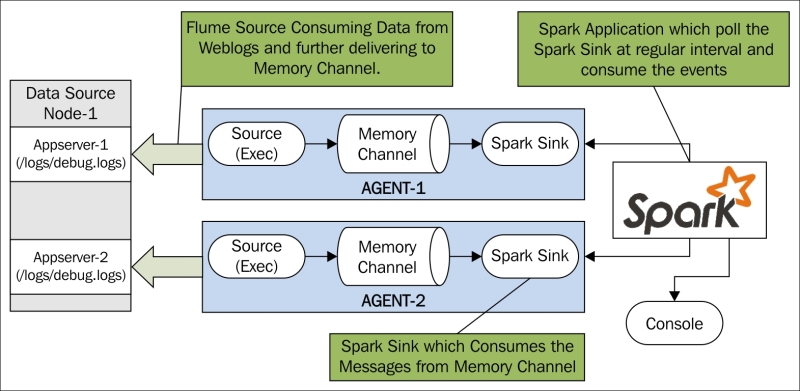 Flume Source Consuming Data from
Weblogs and further delivering to
Memory Channel.
Spark Application which poll the
Spark Sink at regular interval and
consume the events
Data Source
Node-1
Appserver-1
(/logs/debug.logs)
Appserver-2
(/logs/debug.logs)
Source
(Exec)
Memory
Channel
Spark Sink
AGENT-1
Source
(Exec)
Memory
Channel
Spark Sink
AGENT-2
Spark
Console
Spark Sink which Consumes the
Messages from Memory Channel